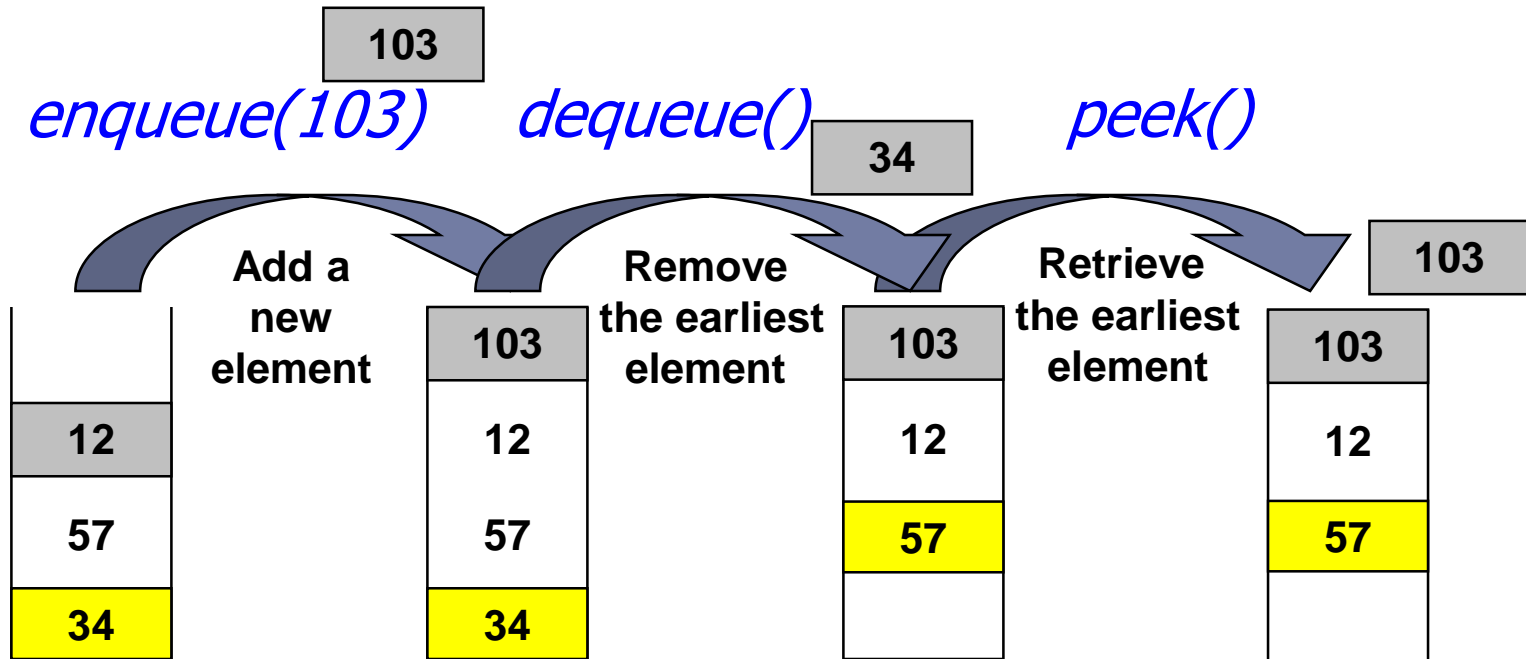 103
enqueue(103) dequeue() peek()
34
103
Add a
new
element
Remove
the earliest
element
Retrieve
the earliest
element
12
57
34
103
12
57
34
103
12
57
103
12
57